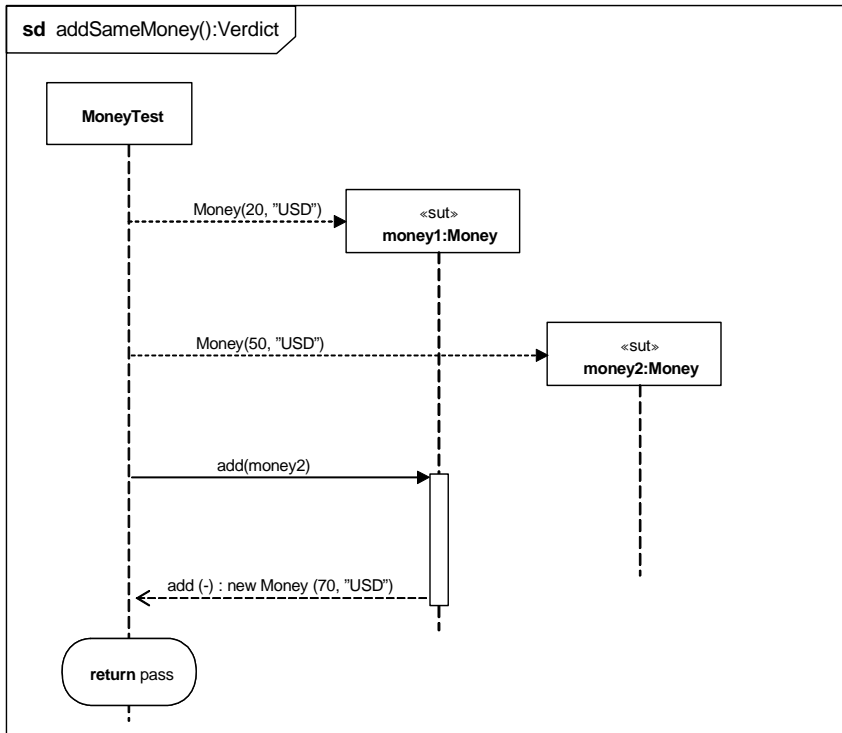 sd addSameMoney():Verdict
MoneyTest
Money(20, ”USD”)
«sut»
money1:Money
Money(50, ”USD”)
«sut»
money2:Money
add(money2)
add (-) : new Money (70, ”USD”)
return pass